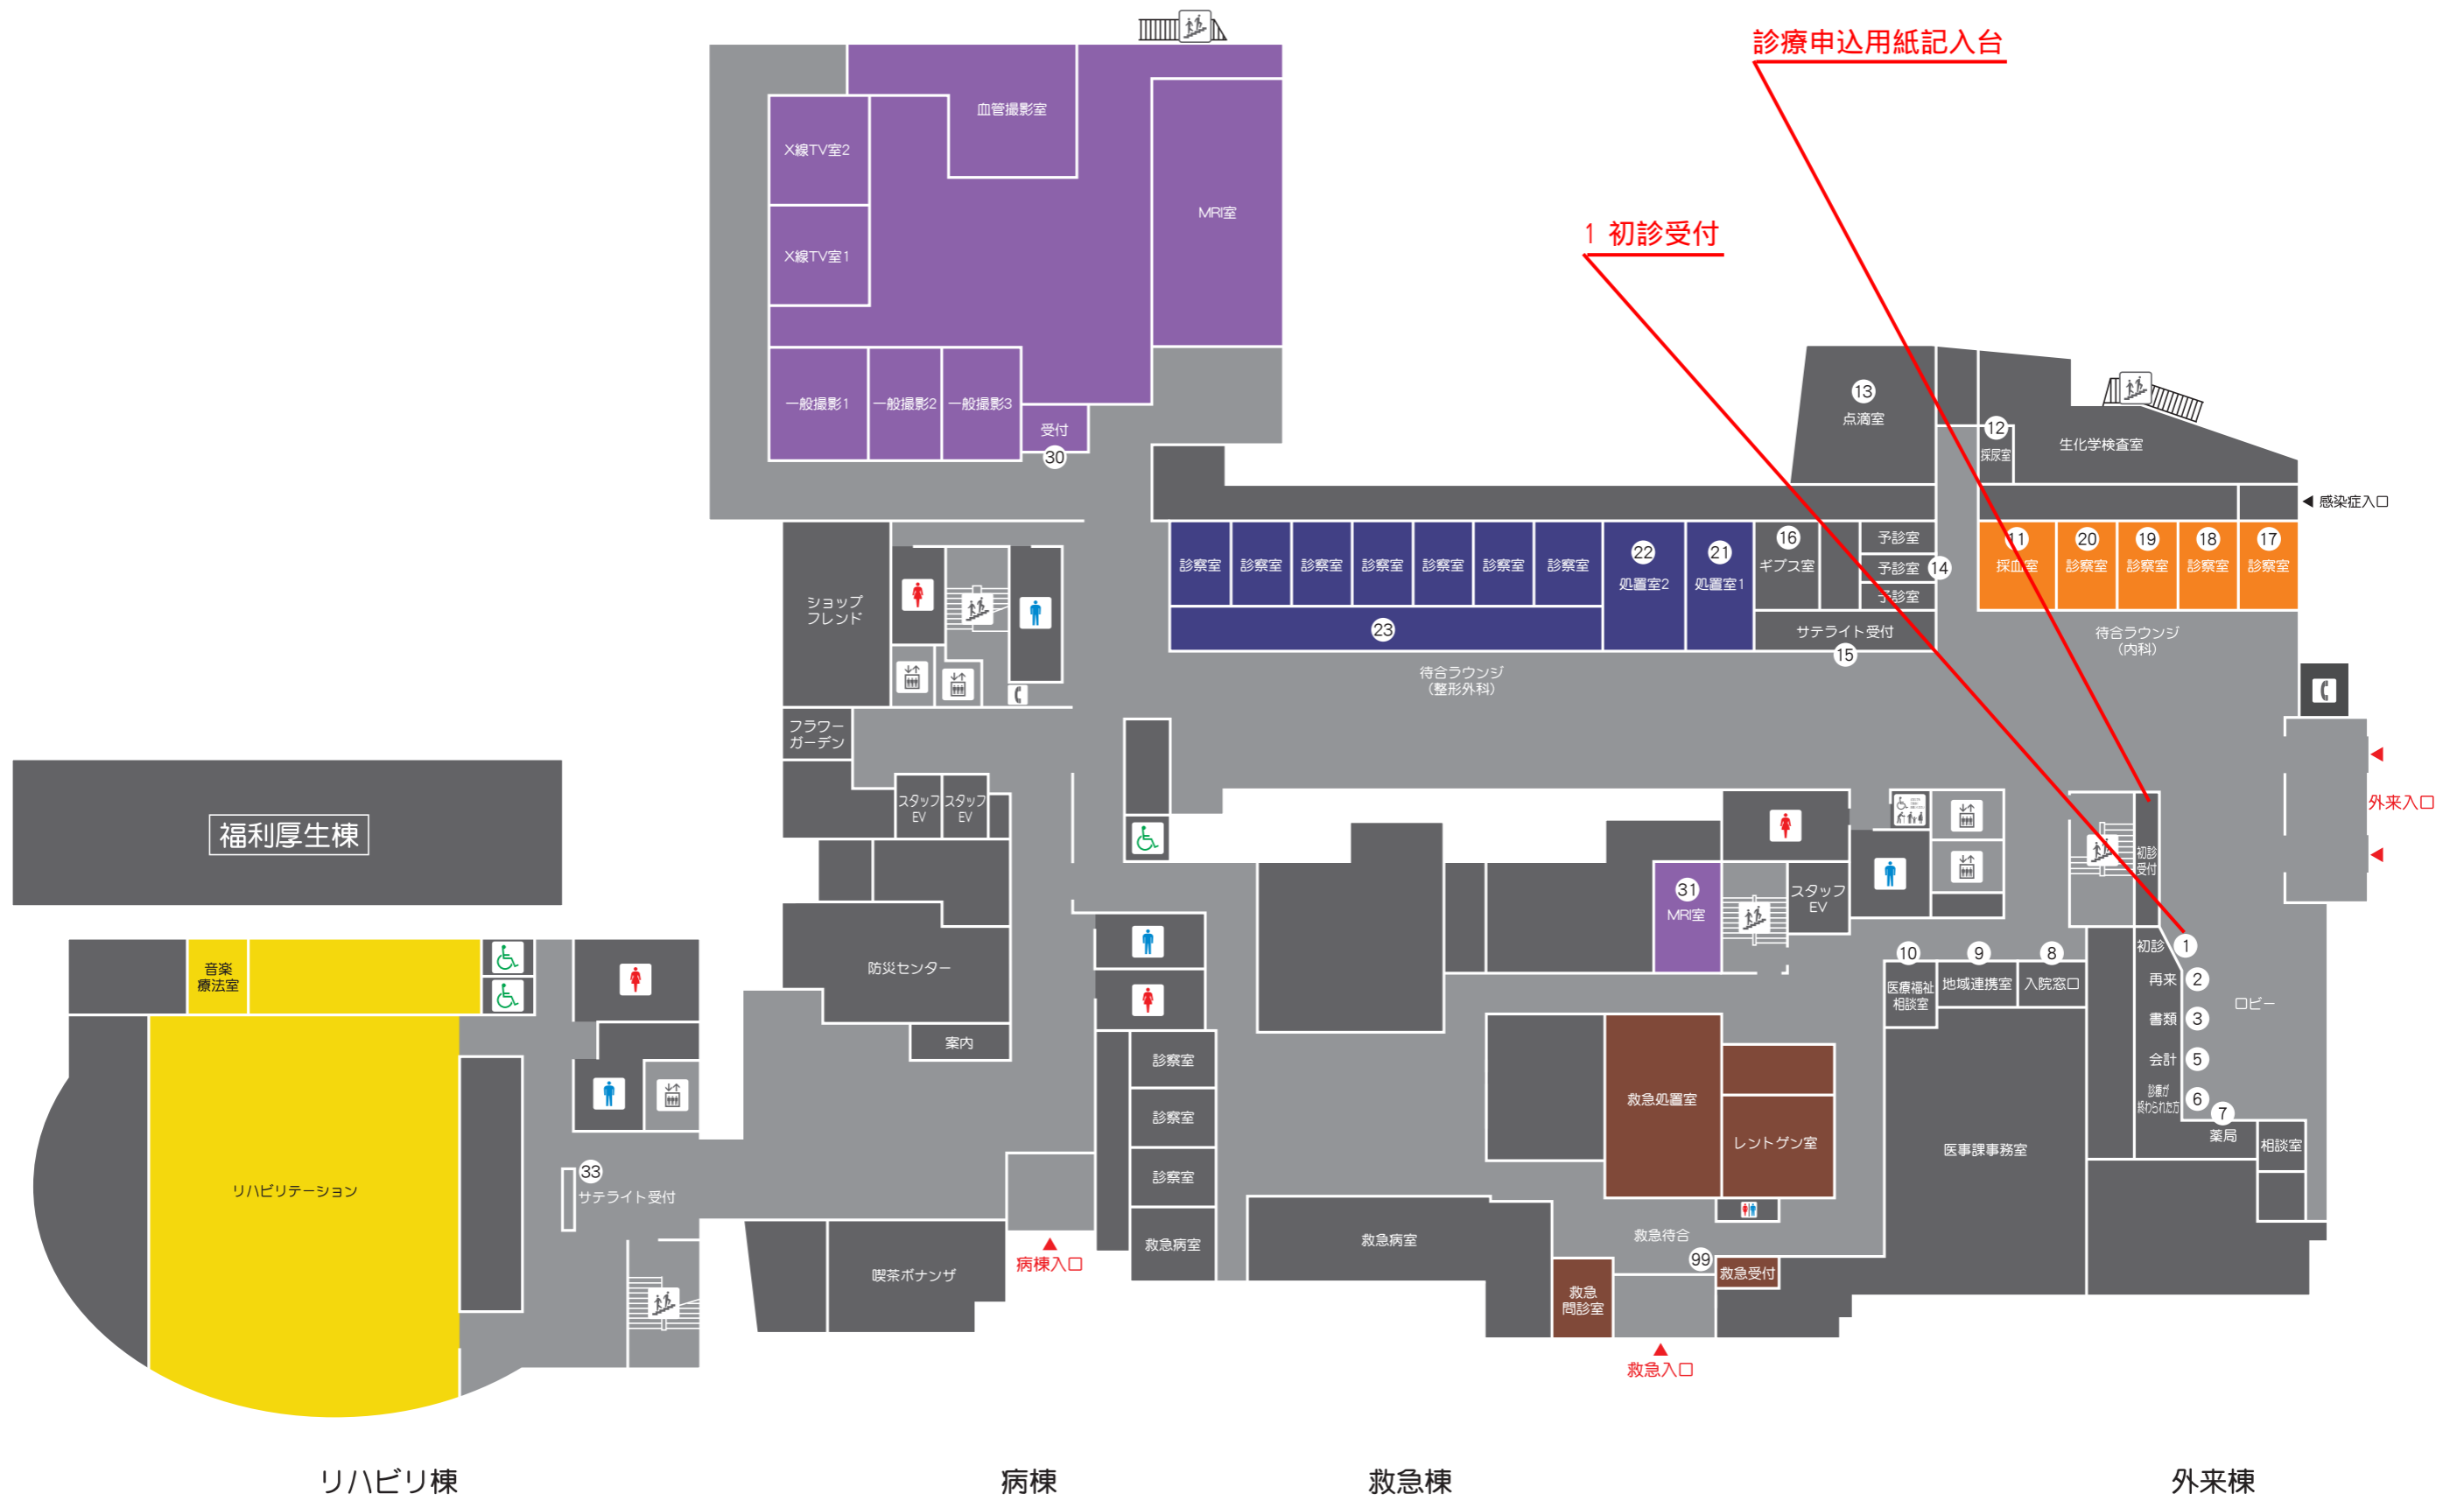 診療申込用紙記入台
1 初診受付
血管撮影室
X線TV室2
MRI室
X線TV室1
一般撮影1
一般撮影2
一般撮影3
受付
30
13
点滴室
12
採尿室
生化学検査室
感染症入口
診察室
診察室
診察室
診察室
診察室
診察室
診察室
22
処置室2
21
処置室1
16
ギプス室
予診室
予診室
予診室
14
11
採血室
20
診察室
19
診察室
18
診察室
17
診察室
23
サテライト受付
15
待合ラウンジ
(整形外科)
待合ラウンジ
(内科)
ショップ
フレンド
フラワー
ガーデン
スタッフ
EV
スタッフ
EV
外来入口
福利厚生棟
初診
受付
31
MRI室
スタッフ
EV
音楽
療法室
防災センター
案内
10
医療福祉
相談室
9
地域連携室
8
入院窓口
初診
1
再来
2
書類
3
会計
5
診療が
終わられた方
6
7
薬局
相談室
ロビー
診察室
診察室
診察室
救急病室
救急処置室
レントゲン室
医事課事務室
リハビリテーション
33
サテライト受付
救急病室
救急待合
99
救急受付
救急
問診室
喫茶ボナンザ
病棟入口
救急入口
リハビリ棟
病棟
救急棟
外来棟